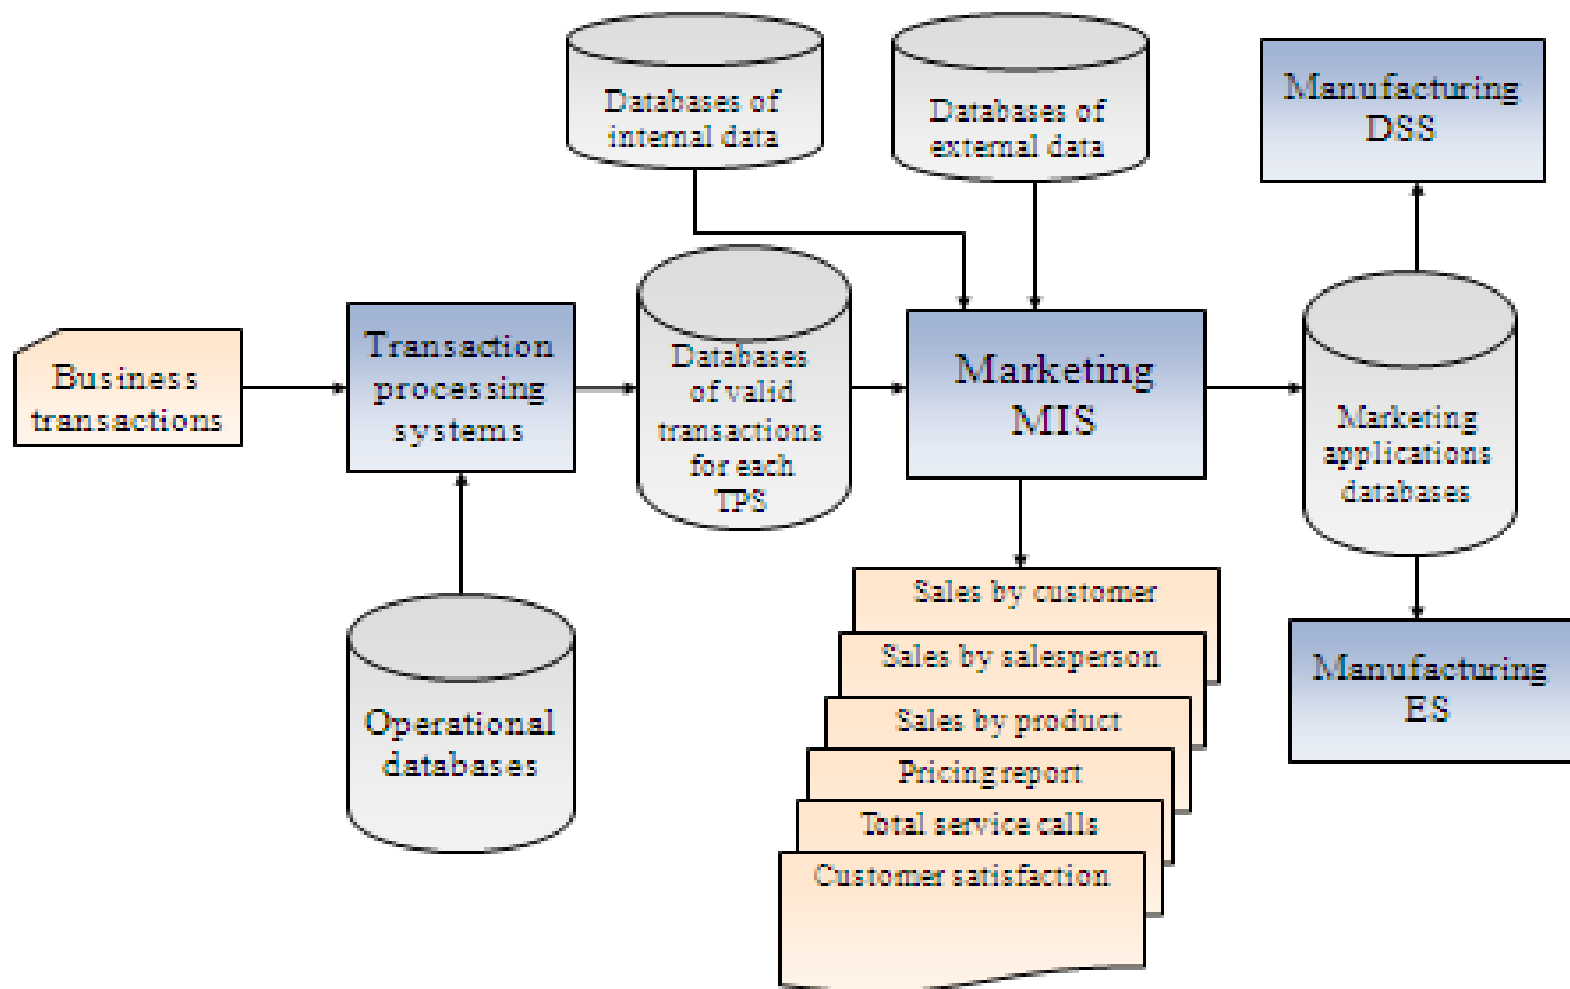 Databases of
internal data
Databases of
external data
Manufacturing
DSS
Business
transactions
Transaction
processing
systems
Databases
of valid
transactions
for each
TPS
Marketing
MIS
Marketing
applications
databases
Operational
databases
Sales by customer
Sales by salesperson
Sales by product
Pricing report
Total service calls
Customer satisfaction
Manufacturing
ES